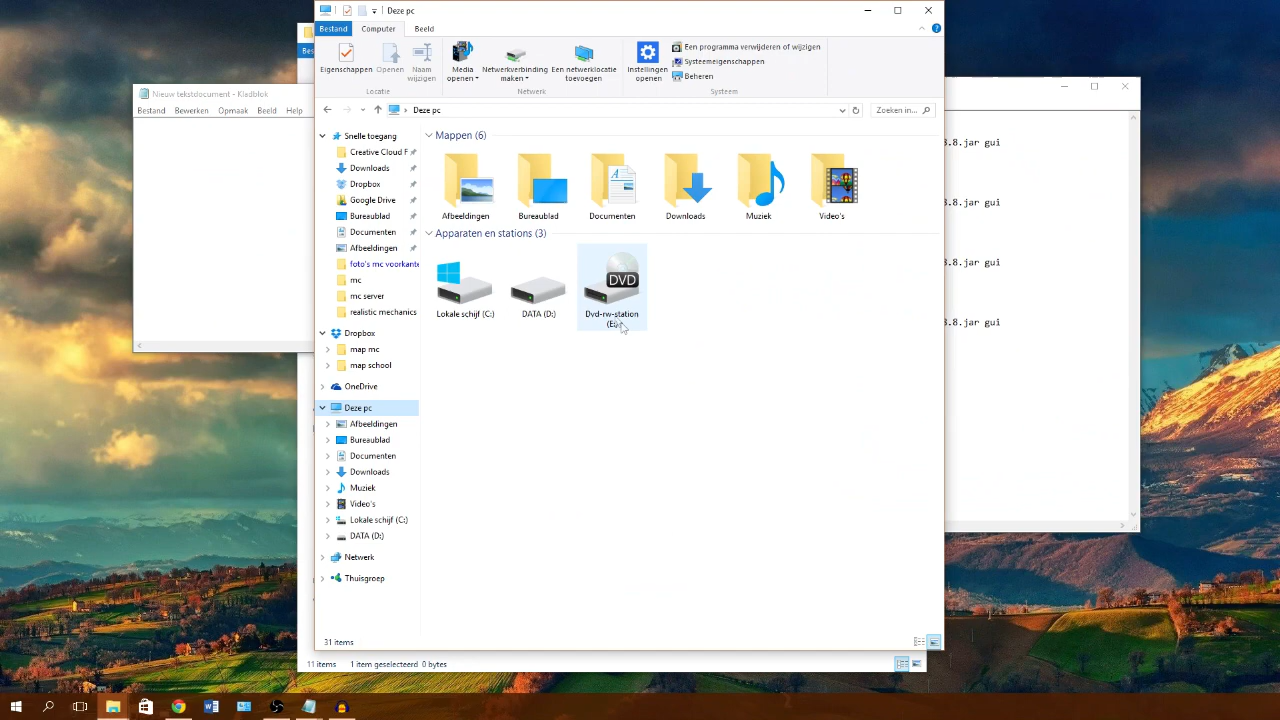 Deze pc
Bestand Computer Beeld
Eigenschappen
Openen
Naam wijzigen
Media openen
Netwerkverbinding maken
Een netwerklocatie toevoegen
Instellingen openen
Een programma verwijderen of wijzigen
Systeemeigenschappen
Beheren
Locatie Netwerk Systeem
Deze pc
Zoeken in...
Snelle toegang
Creative Cloud F
Downloads
Dropbox
Google Drive
Bureaublad
Documenten
Afbeeldingen
foto's mc voorkante
mc
mc server
realistic mechanics
Dropbox
map mc
map school
OneDrive
Deze pc
Afbeeldingen
Bureaublad
Documenten
Downloads
Muziek
Video's
Lokale schijf (C:)
DATA (D:)
Netwerk
Thuisgroep
Mappen (6)
Afbeeldingen Bureaublad Documenten Downloads Muziek Video's
Apparaten en stations (3)
DVD
Lokale schijf (C:) DATA (D:) Dvd-rw-station
31 items
11 items 1 item geselecteerd 0 bytes
Nieuw tekstdocument - Kladblok
Bestand Bewerken Opmaak Beeld Help
Bes
8.8.jar gui
8.8.jar gui
8.8.jar gui
8.8.jar gui